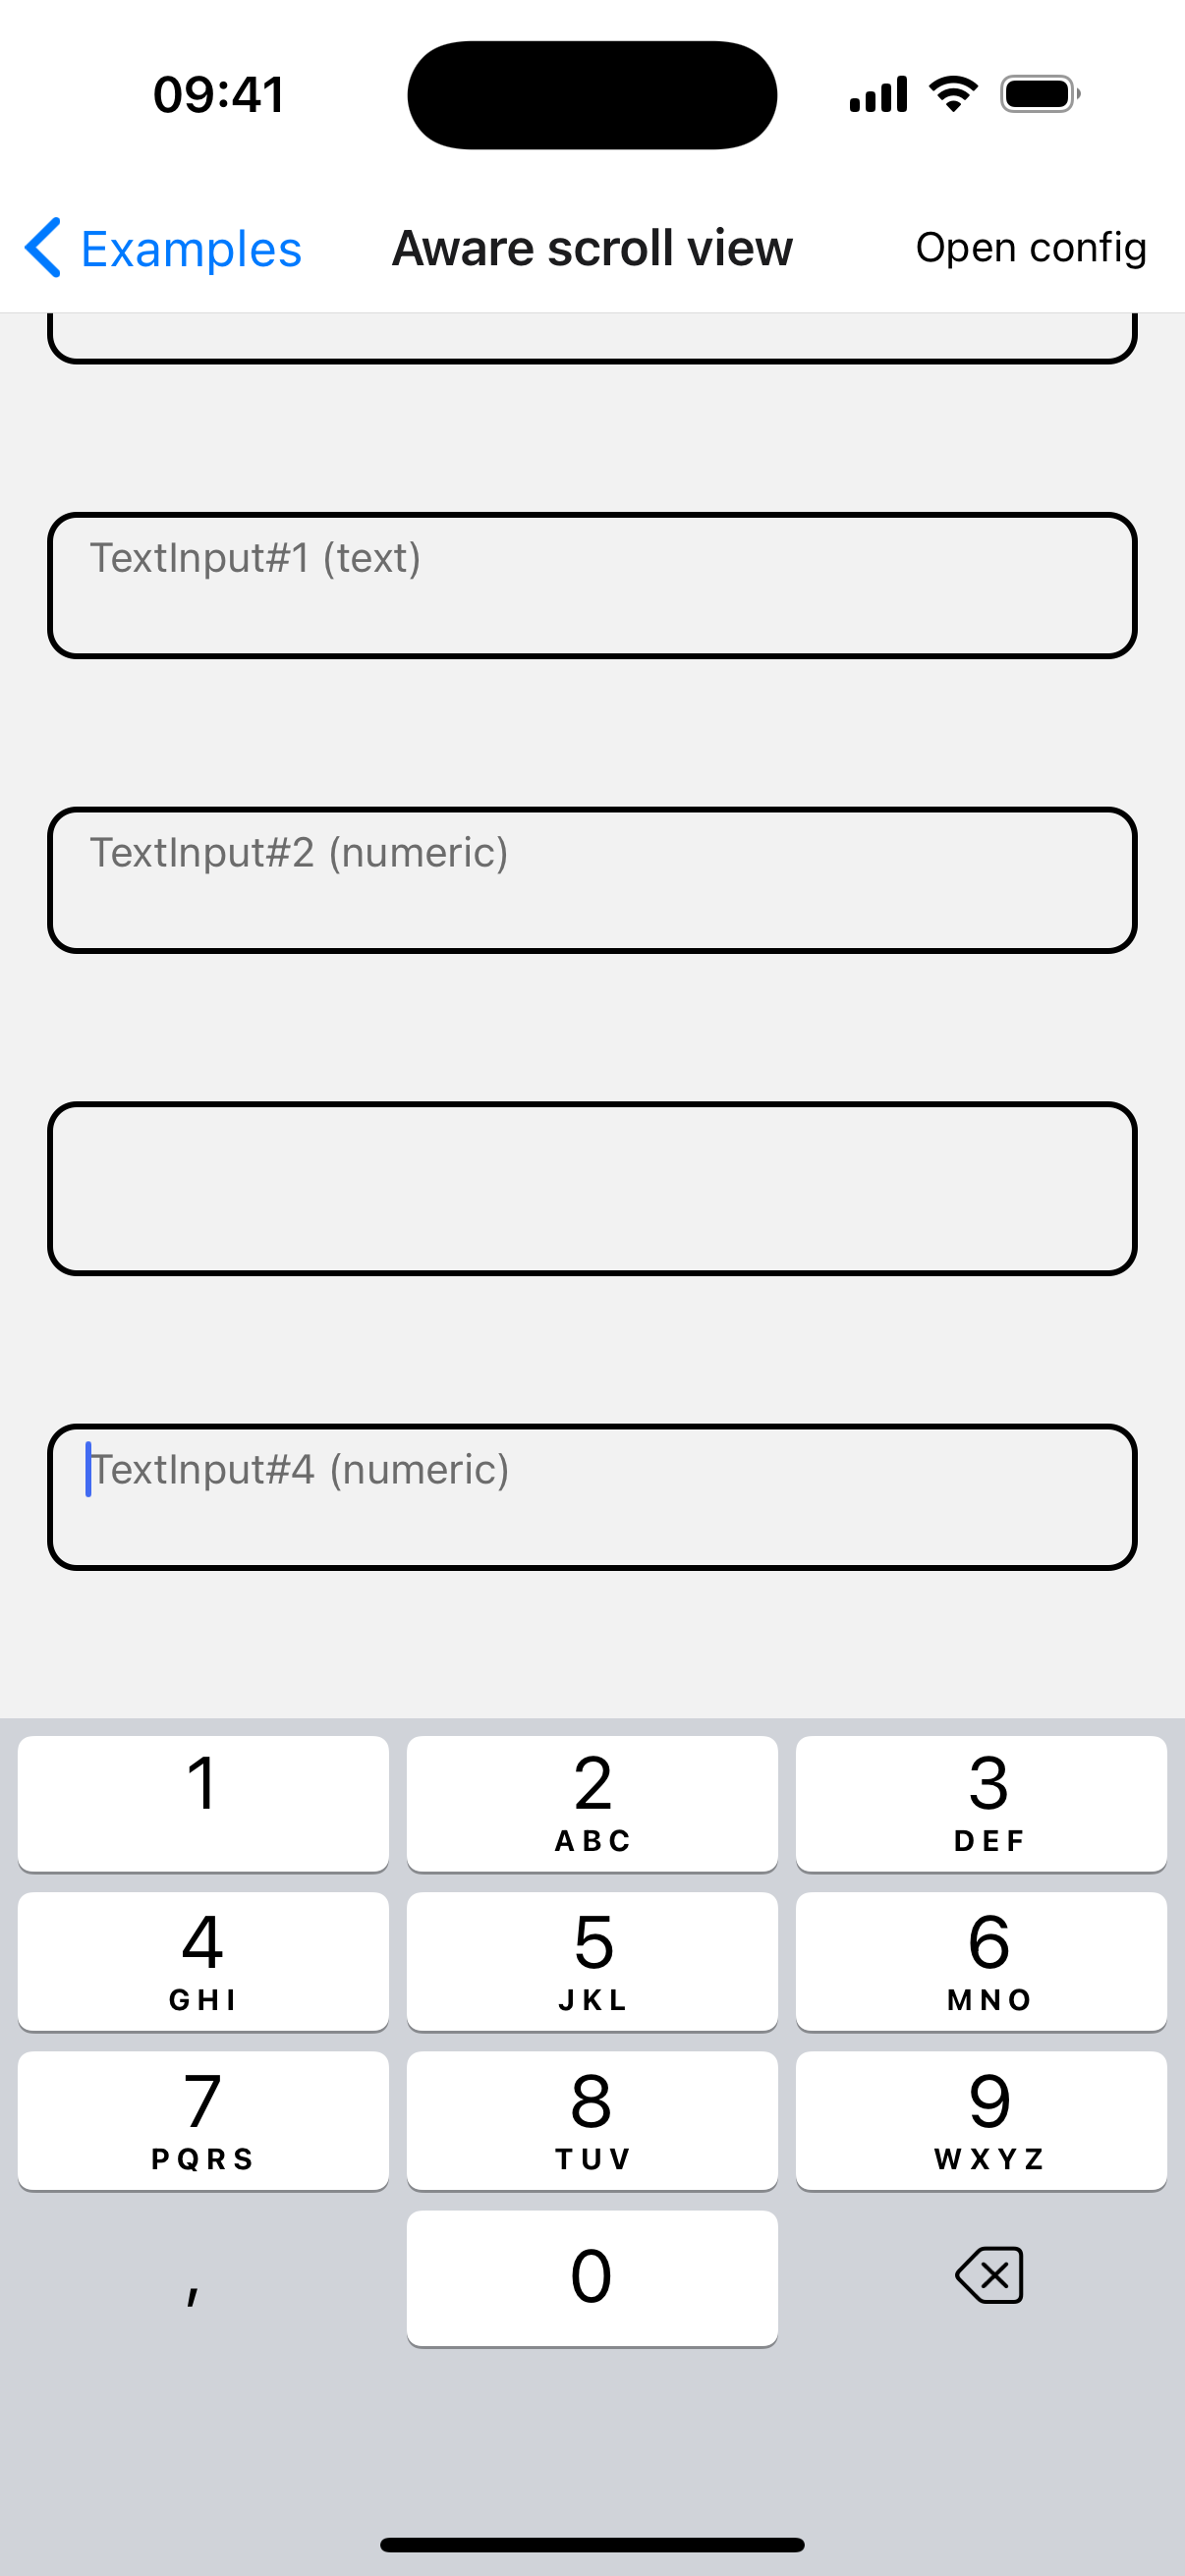 09:41
Examples
Aware scroll view
Open config
TextInput#1 (text)
TextInput#2 (numeric)
TextInput#4 (numeric)
1
2
ABC
3
DEF
4
GHI
5
JKL
6
MNO
7
PQRS
8
TUV
9
WXYZ
,
0